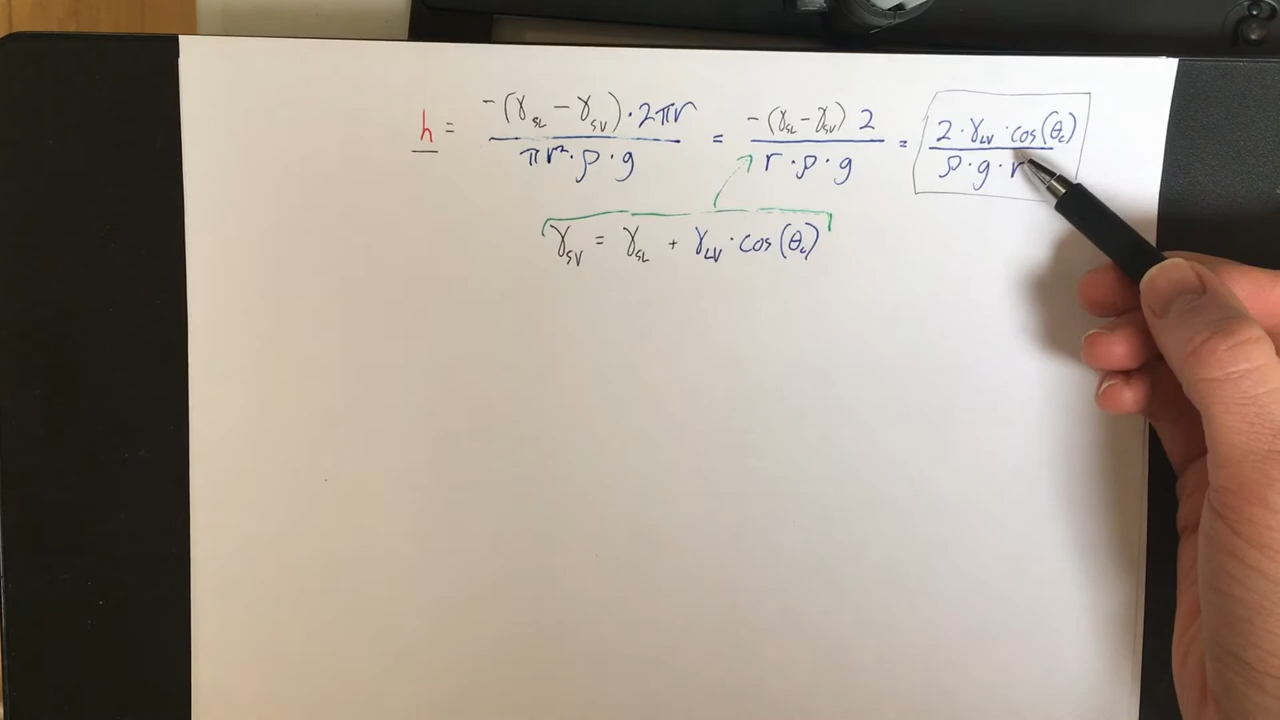 h = -(γ_SL - γ_SV) · 2πr / πr² · ρ · g = -(γ_SL - γ_SV) 2 / r · ρ · g = 2 · γ_LV · cos(θ_c) / ρ · g · r
γ_SV = γ_SL + γ_LV · cos(θ_c)